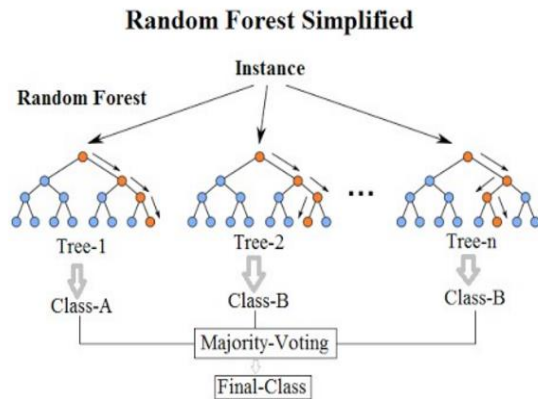 Random Forest Simplified
Instance
Random Forest
...
Tree-1 Tree-2 Tree-n
Class-A Class-B Class-B
Majority-Voting
Final-Class